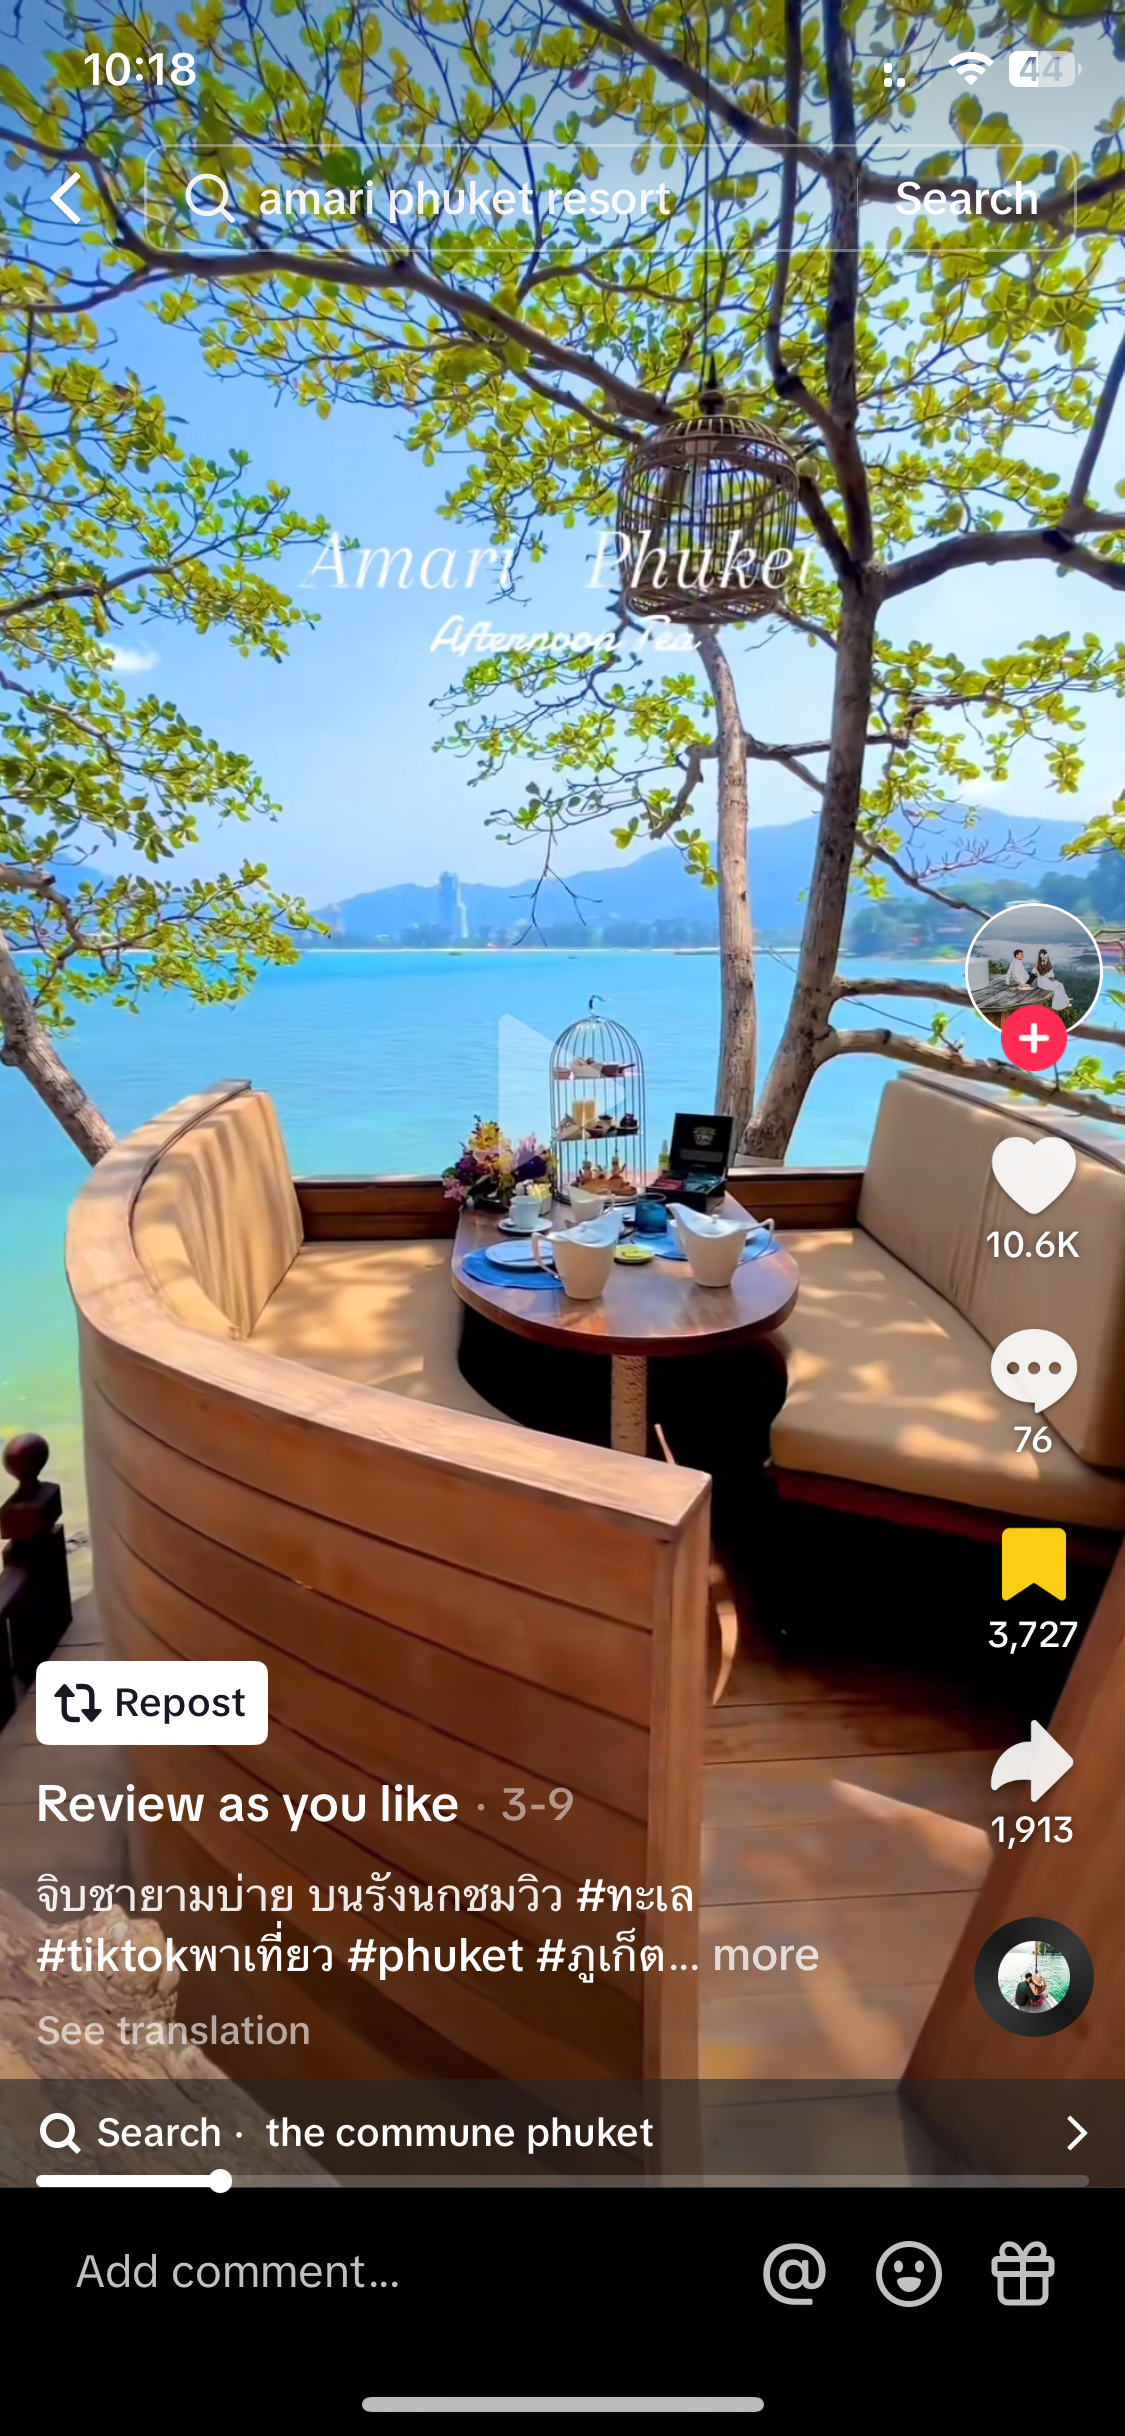 10:18
44
amari phuket resort
Search
Amari Phuket
Afternoon Tea
10.6K
76
3,727
Repost
Review as you like · 3-9
1,913
จิบชายามบ่าย บนรังนกชมวิว #ทะเล
#tiktokพาเที่ยว #phuket #ภูเก็ต... more
See translation
Search · the commune phuket
Add comment...